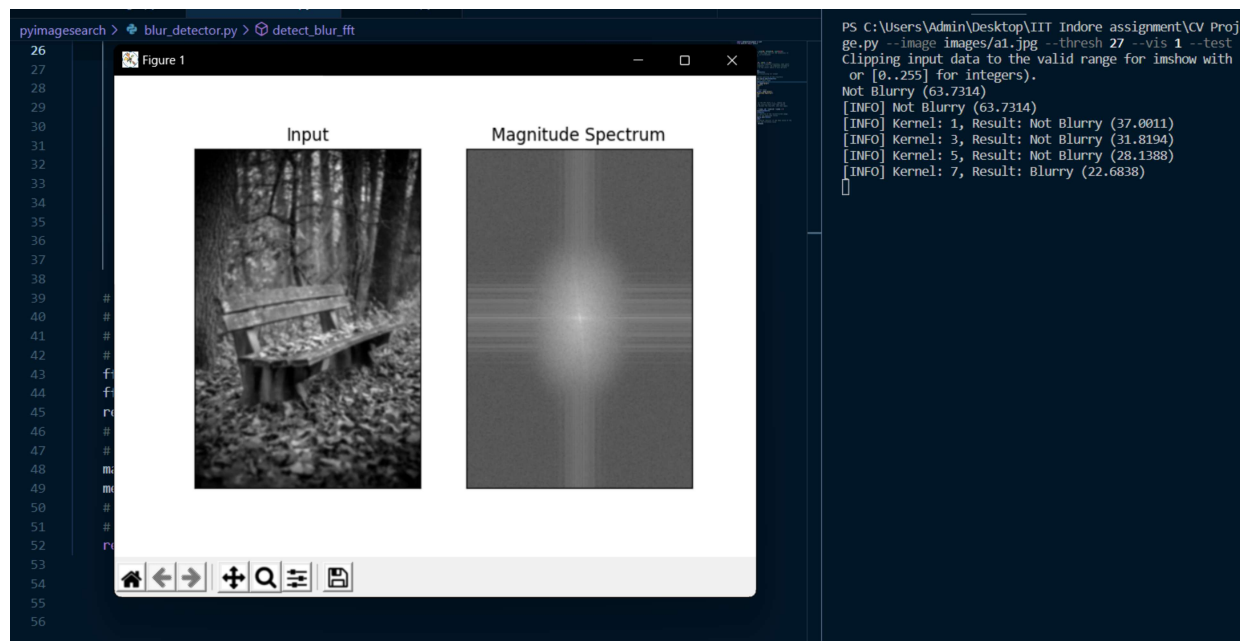 pyimagesearch > blur_detector.py > detect_blur_fft
26
27
28
29
30
31
32
33
34
35
36
37
38
39 #
40 #
41 #
42 #
43 ff
44 ff
45 re
46 #
47 #
48 ma
49 me
50 #
51 #
52 re
53
54
55
56
Figure 1
Input
Magnitude Spectrum
PS C:\Users\Admin\Desktop\IIT Indore assignment\CV Proj
ge.py --image images/a1.jpg --thresh 27 --vis 1 --test
Clipping input data to the valid range for imshow with
or [0..255] for integers).
Not Blurry (63.7314)
[INFO] Not Blurry (63.7314)
[INFO] Kernel: 1, Result: Not Blurry (37.0011)
[INFO] Kernel: 3, Result: Not Blurry (31.8194)
[INFO] Kernel: 5, Result: Not Blurry (28.1388)
[INFO] Kernel: 7, Result: Blurry (22.6838)